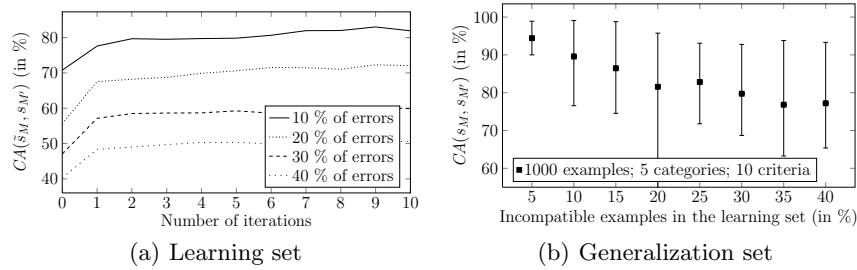 CA(s̃_M, s_M′) (in %)
80
70
60
50
40
10 % of errors
20 % of errors
30 % of errors
40 % of errors
0 1 2 3 4 5 6 7 8 9 10
Number of iterations
(a) Learning set
CA(s̃_M, s_M′) (in %)
100
90
80
70
60
1000 examples; 5 categories; 10 criteria
5 10 15 20 25 30 35 40
Incompatible examples in the learning set (in %)
(b) Generalization set